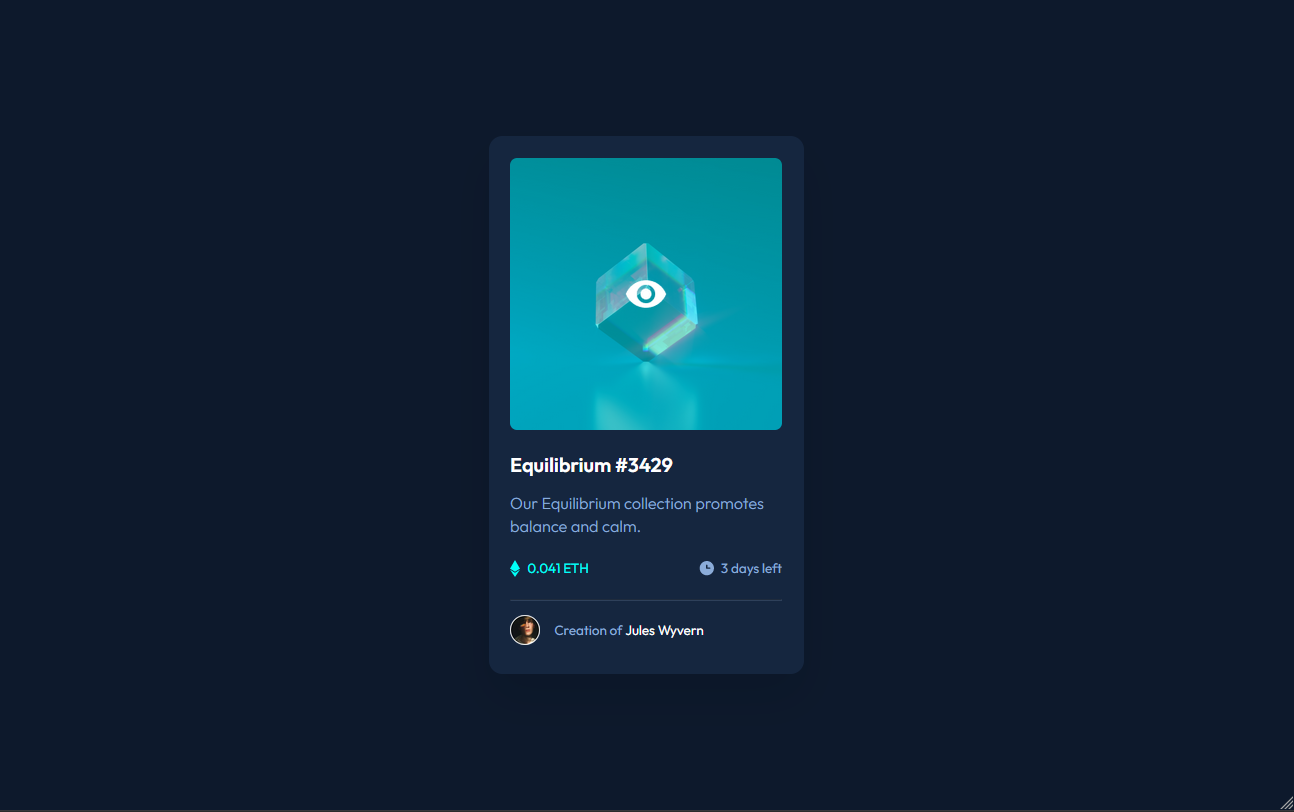 Equilibrium #3429
Our Equilibrium collection promotes
balance and calm.
0.041 ETH
3 days left
Creation of Jules Wyvern